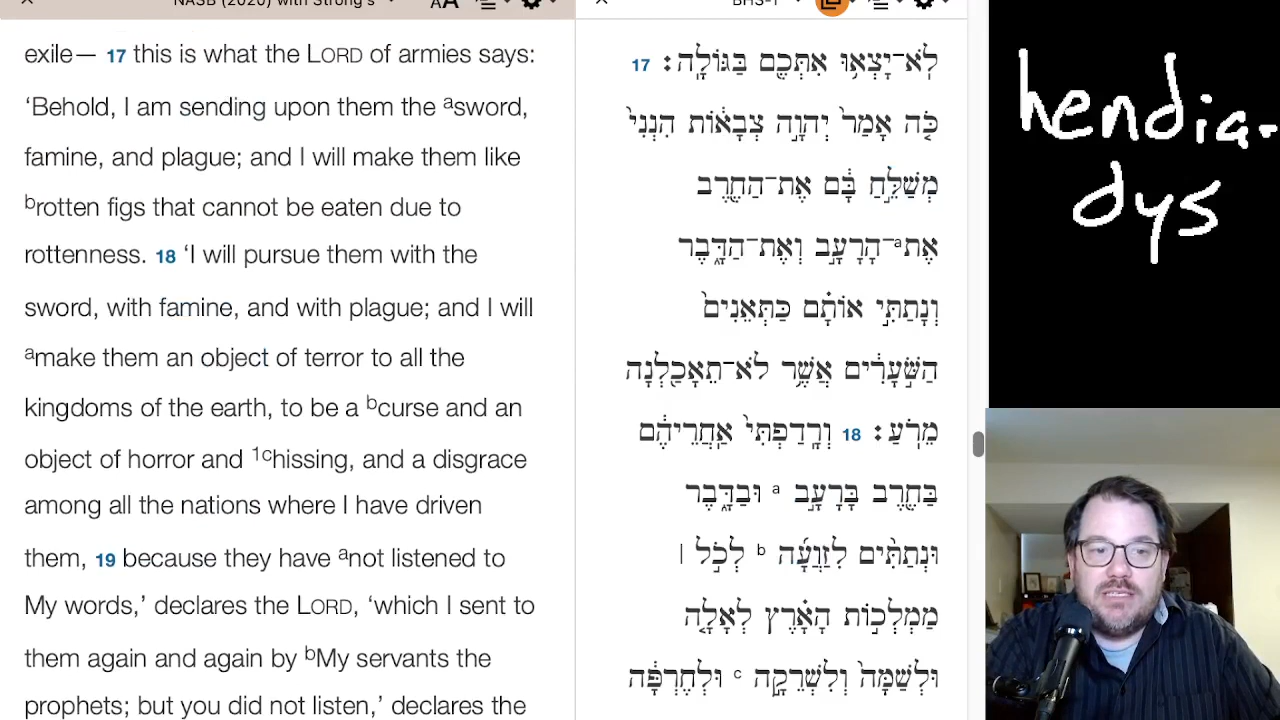 NASB (2020) with Strong's
AA
BHS-T
exile— 17 this is what the LORD of armies says:
‘Behold, I am sending upon them the ᵃsword,
famine, and plague; and I will make them like
ᵇrotten figs that cannot be eaten due to
rottenness. 18 ‘I will pursue them with the
sword, with famine, and with plague; and I will
ᵃmake them an object of terror to all the
kingdoms of the earth, to be a ᵇcurse and an
object of horror and ¹ᶜhissing, and a disgrace
among all the nations where I have driven
them, 19 because they have ᵃnot listened to
My words,’ declares the LORD, ‘which I sent to
them again and again by ᵇMy servants the
prophets; but you did not listen,’ declares the
לֹֽא־יָצְא֥וּ אִתְּכֶ֖ם בַּגּוֹלָֽה׃ 17
כֹּ֤ה אָמַר֙ יְהוָ֣ה צְבָא֔וֹת הִנְנִי֙
מְשַׁלֵּ֣חַ בָּ֔ם אֶת־הַחֶ֖רֶב
אֶת־ᵃהָרָעָ֣ב וְאֶת־הַדָּ֑בֶר
וְנָתַתִּ֣י אוֹתָ֗ם כַּתְּאֵנִים֙
הַשֹּׁ֣עָרִ֔ים אֲשֶׁ֥ר לֹא־תֵאָכַ֖לְנָה
מֵרֹֽעַ׃ 18 וְרָֽדַפְתִּי֙ אַֽחֲרֵיהֶ֔ם
בַּחֶ֖רֶב בָּרָעָ֣ב ᵃ וּבַדָּ֑בֶר
וּנְתַתִּ֨ים לְזַוֲעָ֜ה ᵇ לְכֹ֣ל ׀
מַמְלְכ֣וֹת הָאָ֗רֶץ לְאָלָ֤ה
וּלְשַׁמָּה֙ וְלִשְׁרֵקָ֣ה ᶜ וּלְחֶרְפָּ֔ה
hendia-
dys